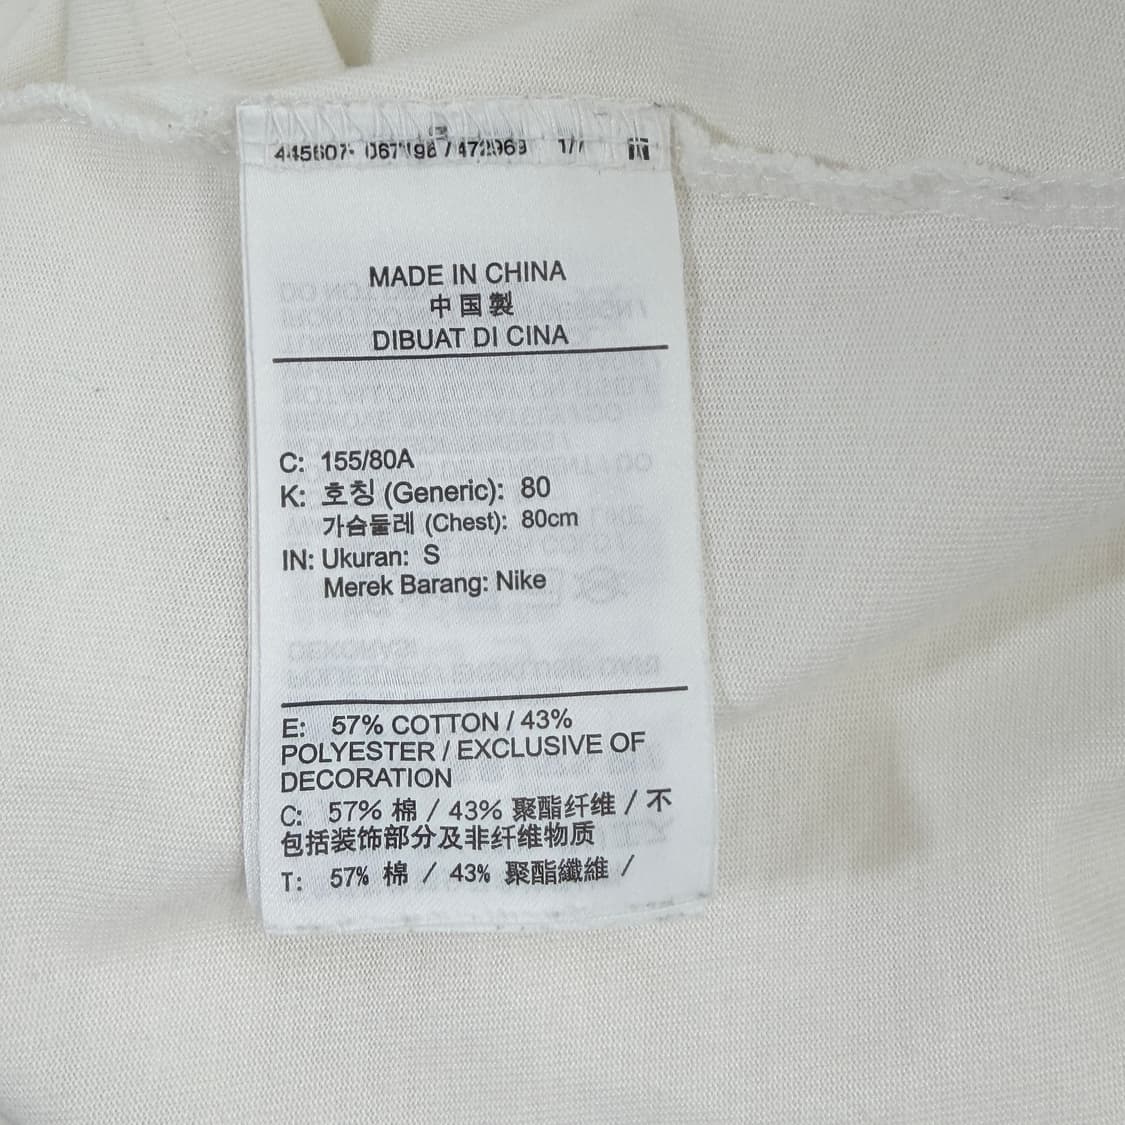 MADE IN CHINA
中国製
DIBUAT DI CINA
C: 155/80A
K: 호칭 (Generic): 80
가슴둘레 (Chest): 80cm
IN: Ukuran: S
Merek Barang: Nike
E: 57% COTTON / 43%
POLYESTER / EXCLUSIVE OF
DECORATION
C: 57% 棉 / 43% 聚酯纤维 / 不
包括装饰部分及非纤维物质
T: 57% 棉 / 43% 聚酯纖維 /